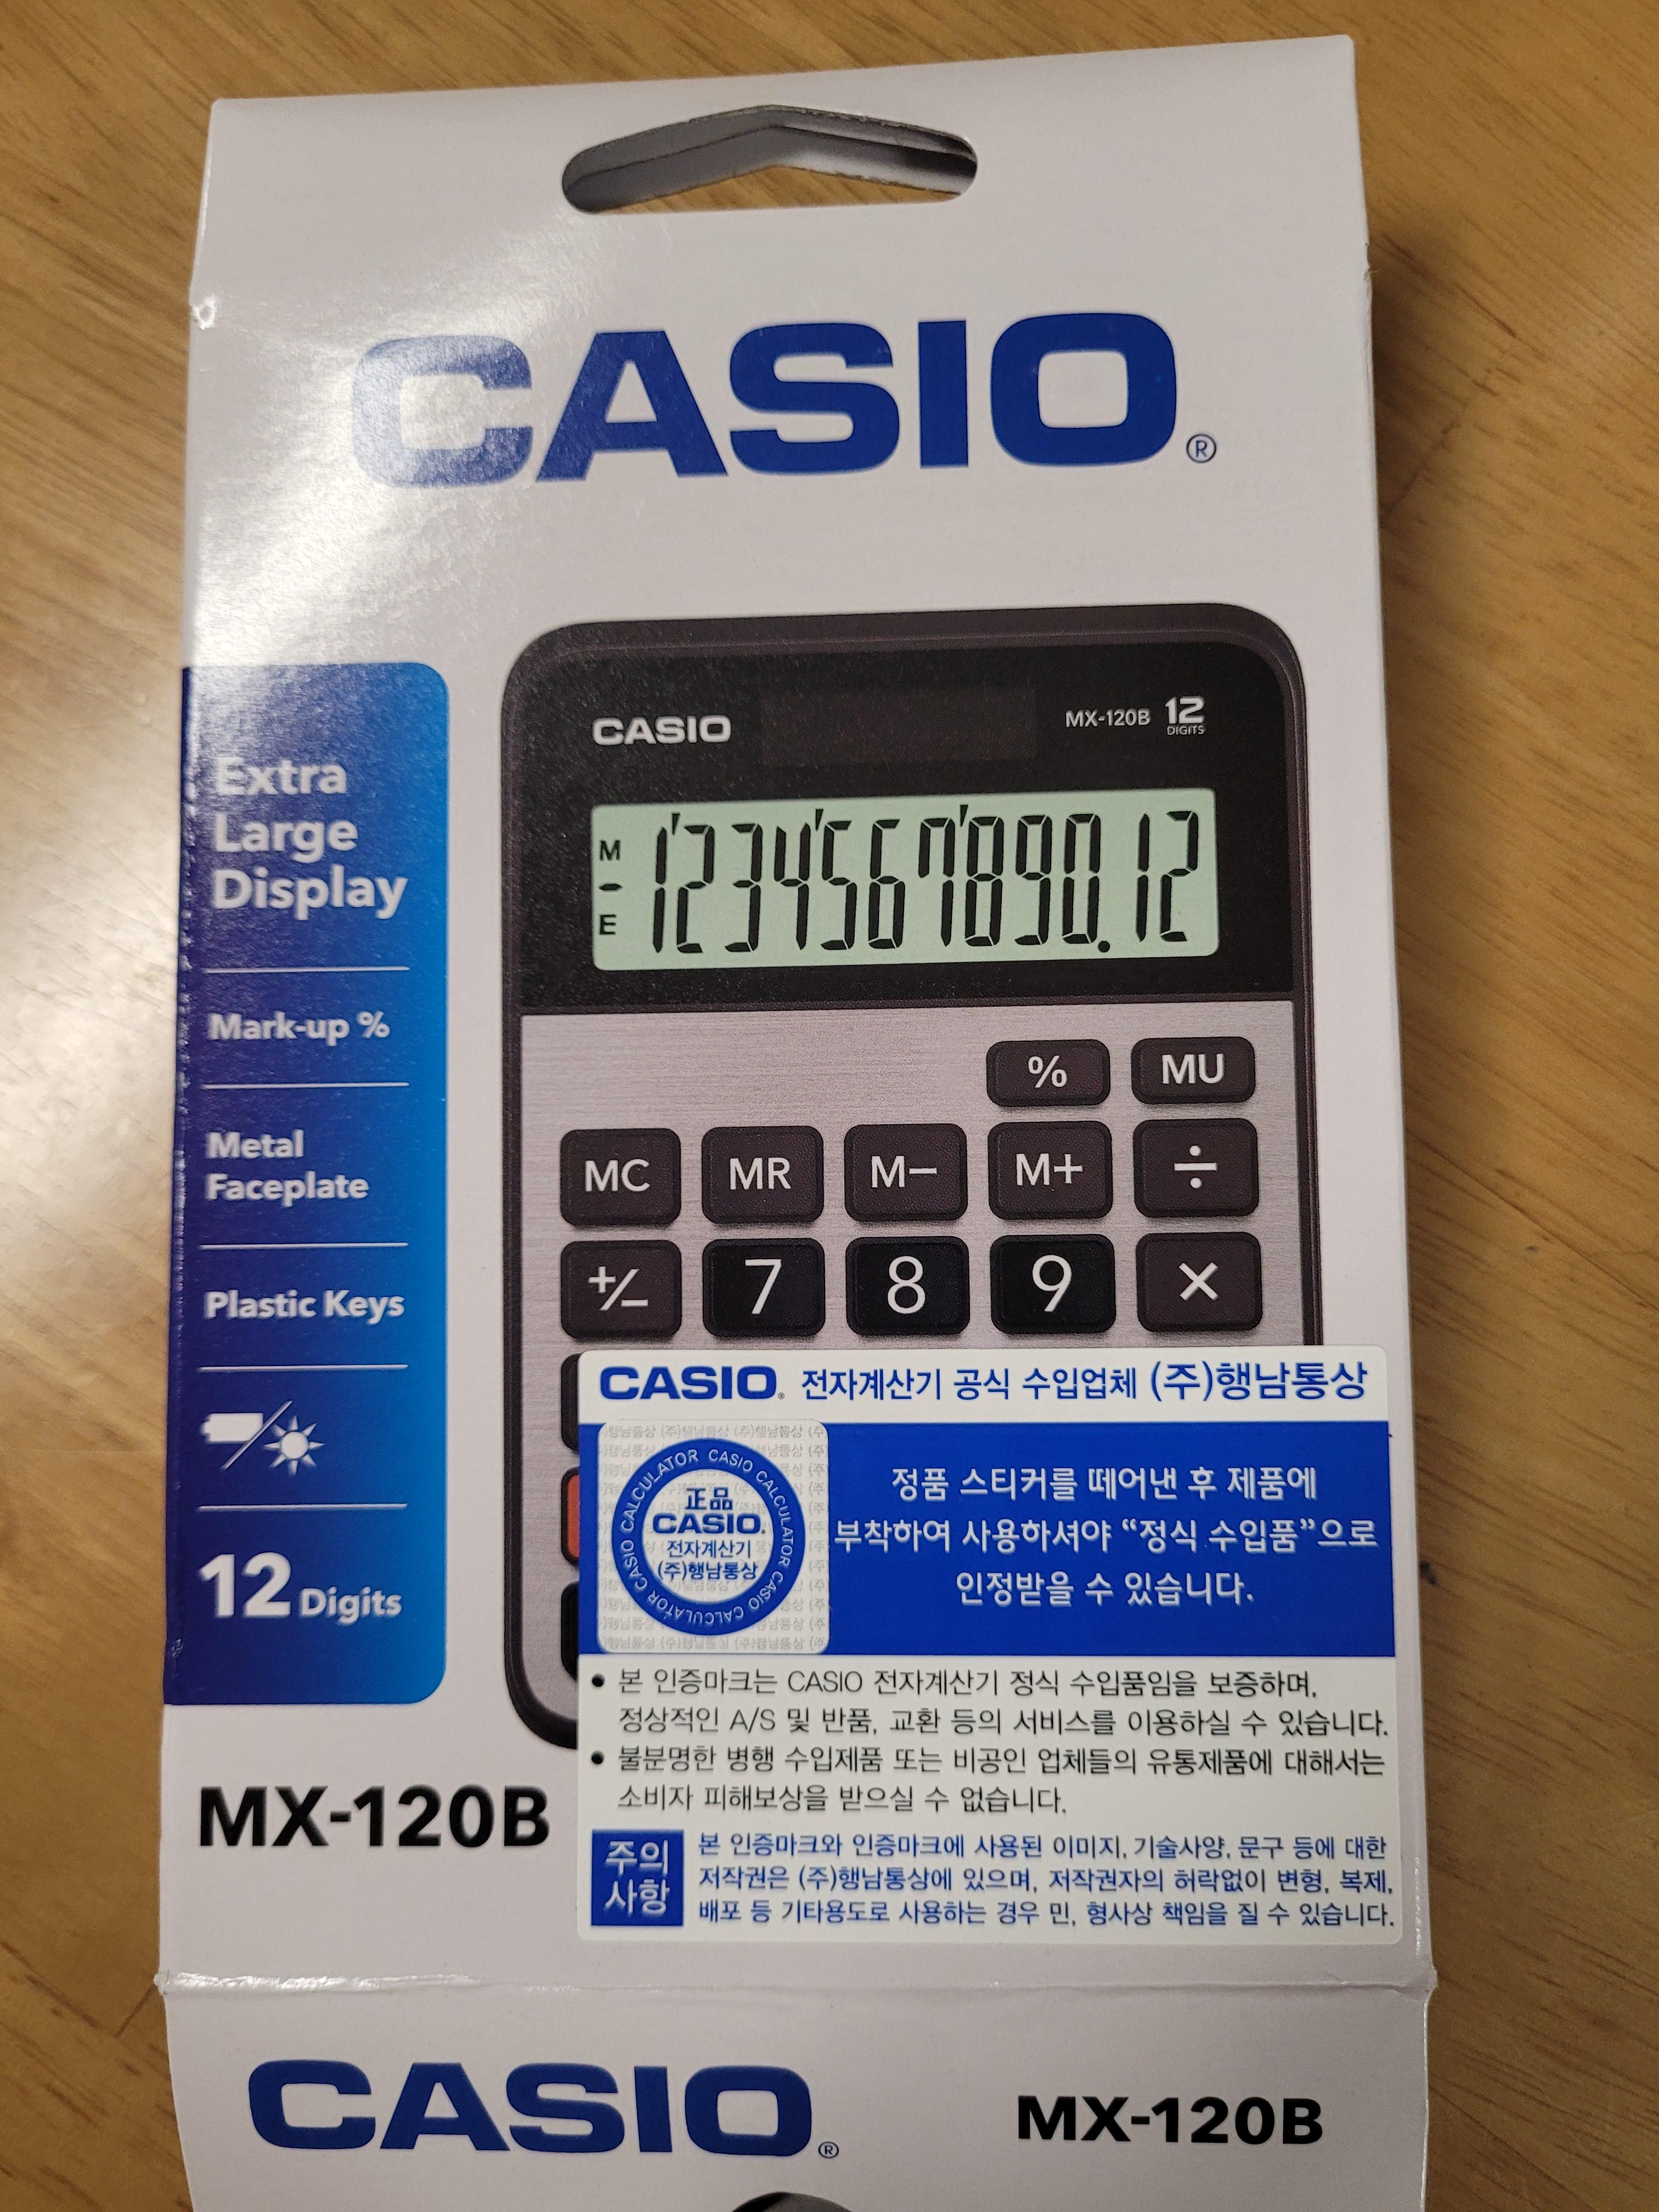 CASIO®
Extra
Large
Display
Mark-up %
Metal
Faceplate
Plastic Keys
12 Digits
CASIO
MX-120B 12
DIGITS
M
-
E
1'234'567'890.12
% MU
MC MR M− M+ ÷
+/− 7 8 9 ×
CASIO® 전자계산기 공식 수입업체 (주)행남통상
CASIO CALCULATOR CASIO CALCULATOR CASIO CALCULATOR
正品
CASIO.
전자계산기
(주)행남통상
정품 스티커를 떼어낸 후 제품에
부착하여 사용하셔야 “정식 수입품”으로
인정받을 수 있습니다.
• 본 인증마크는 CASIO 전자계산기 정식 수입품임을 보증하며,
정상적인 A/S 및 반품, 교환 등의 서비스를 이용하실 수 있습니다.
• 불분명한 병행 수입제품 또는 비공인 업체들의 유통제품에 대해서는
소비자 피해보상을 받으실 수 없습니다.
주의
사항
본 인증마크와 인증마크에 사용된 이미지, 기술사양, 문구 등에 대한
저작권은 (주)행남통상에 있으며, 저작권자의 허락없이 변형, 복제,
배포 등 기타용도로 사용하는 경우 민, 형사상 책임을 질 수 있습니다.
MX-120B
CASIO® MX-120B